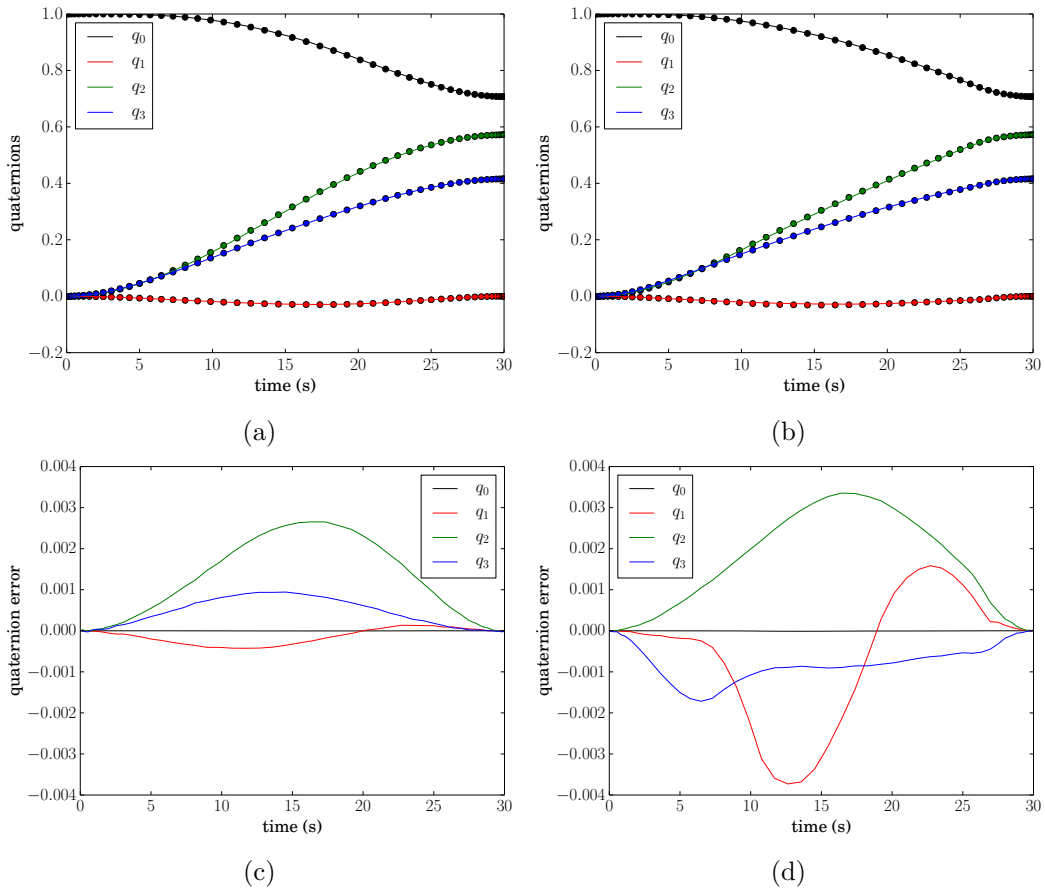 1.0
0.8
0.6
0.4
0.2
0.0
−0.2
quaternions
0 5 10 15 20 25 30
time (s)
q0
q1
q2
q3
(a)
1.0
0.8
0.6
0.4
0.2
0.0
−0.2
quaternions
0 5 10 15 20 25 30
time (s)
q0
q1
q2
q3
(b)
0.004
0.003
0.002
0.001
0.000
−0.001
−0.002
−0.003
−0.004
quaternion error
0 5 10 15 20 25 30
time (s)
q0
q1
q2
q3
(c)
0.004
0.003
0.002
0.001
0.000
−0.001
−0.002
−0.003
−0.004
quaternion error
0 5 10 15 20 25 30
time (s)
q0
q1
q2
q3
(d)